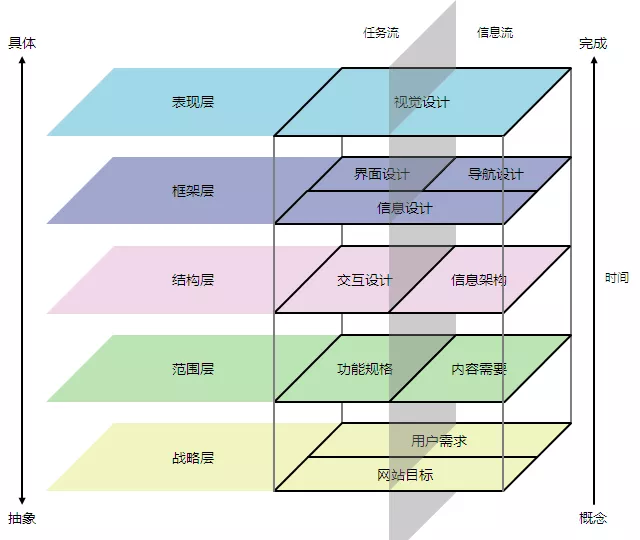 任务流
信息流
具体
完成
表现层
视觉设计
框架层
界面设计
导航设计
信息设计
结构层
交互设计
信息架构
时间
范围层
功能规格
内容需要
战略层
用户需求
网站目标
抽象
概念